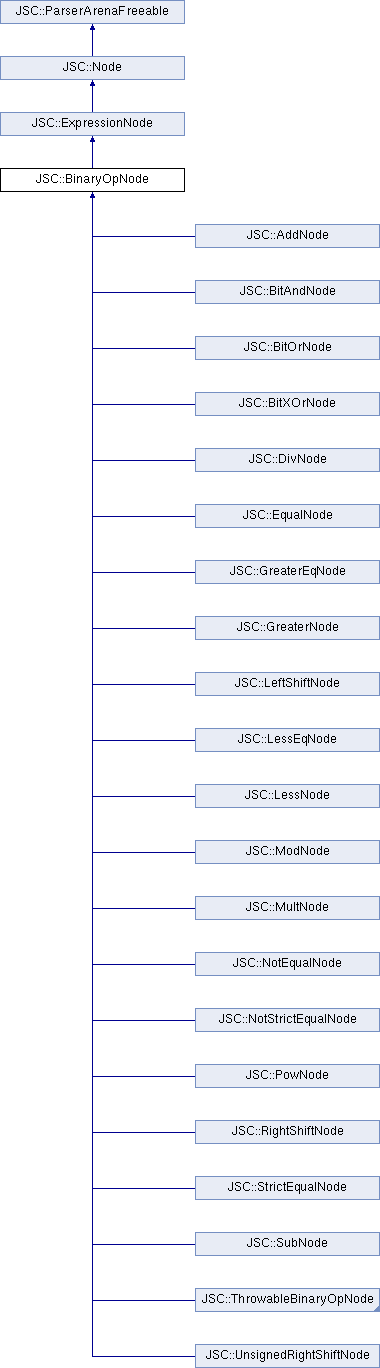 JSC::ParserArenaFreeable
JSC::Node
JSC::ExpressionNode
JSC::BinaryOpNode
JSC::AddNode
JSC::BitAndNode
JSC::BitOrNode
JSC::BitXOrNode
JSC::DivNode
JSC::EqualNode
JSC::GreaterEqNode
JSC::GreaterNode
JSC::LeftShiftNode
JSC::LessEqNode
JSC::LessNode
JSC::ModNode
JSC::MultNode
JSC::NotEqualNode
JSC::NotStrictEqualNode
JSC::PowNode
JSC::RightShiftNode
JSC::StrictEqualNode
JSC::SubNode
JSC::ThrowableBinaryOpNode
JSC::UnsignedRightShiftNode